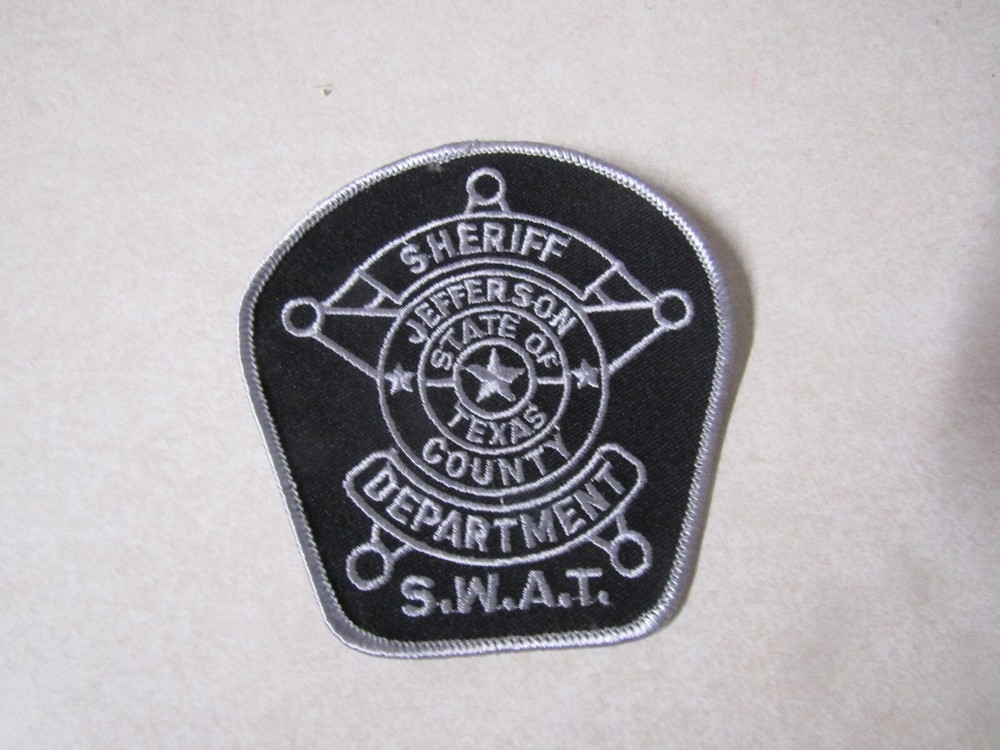 SHERIFF
JEFFERSON
STATE OF
TEXAS
COUNTY
DEPARTMENT
S.W.A.T.